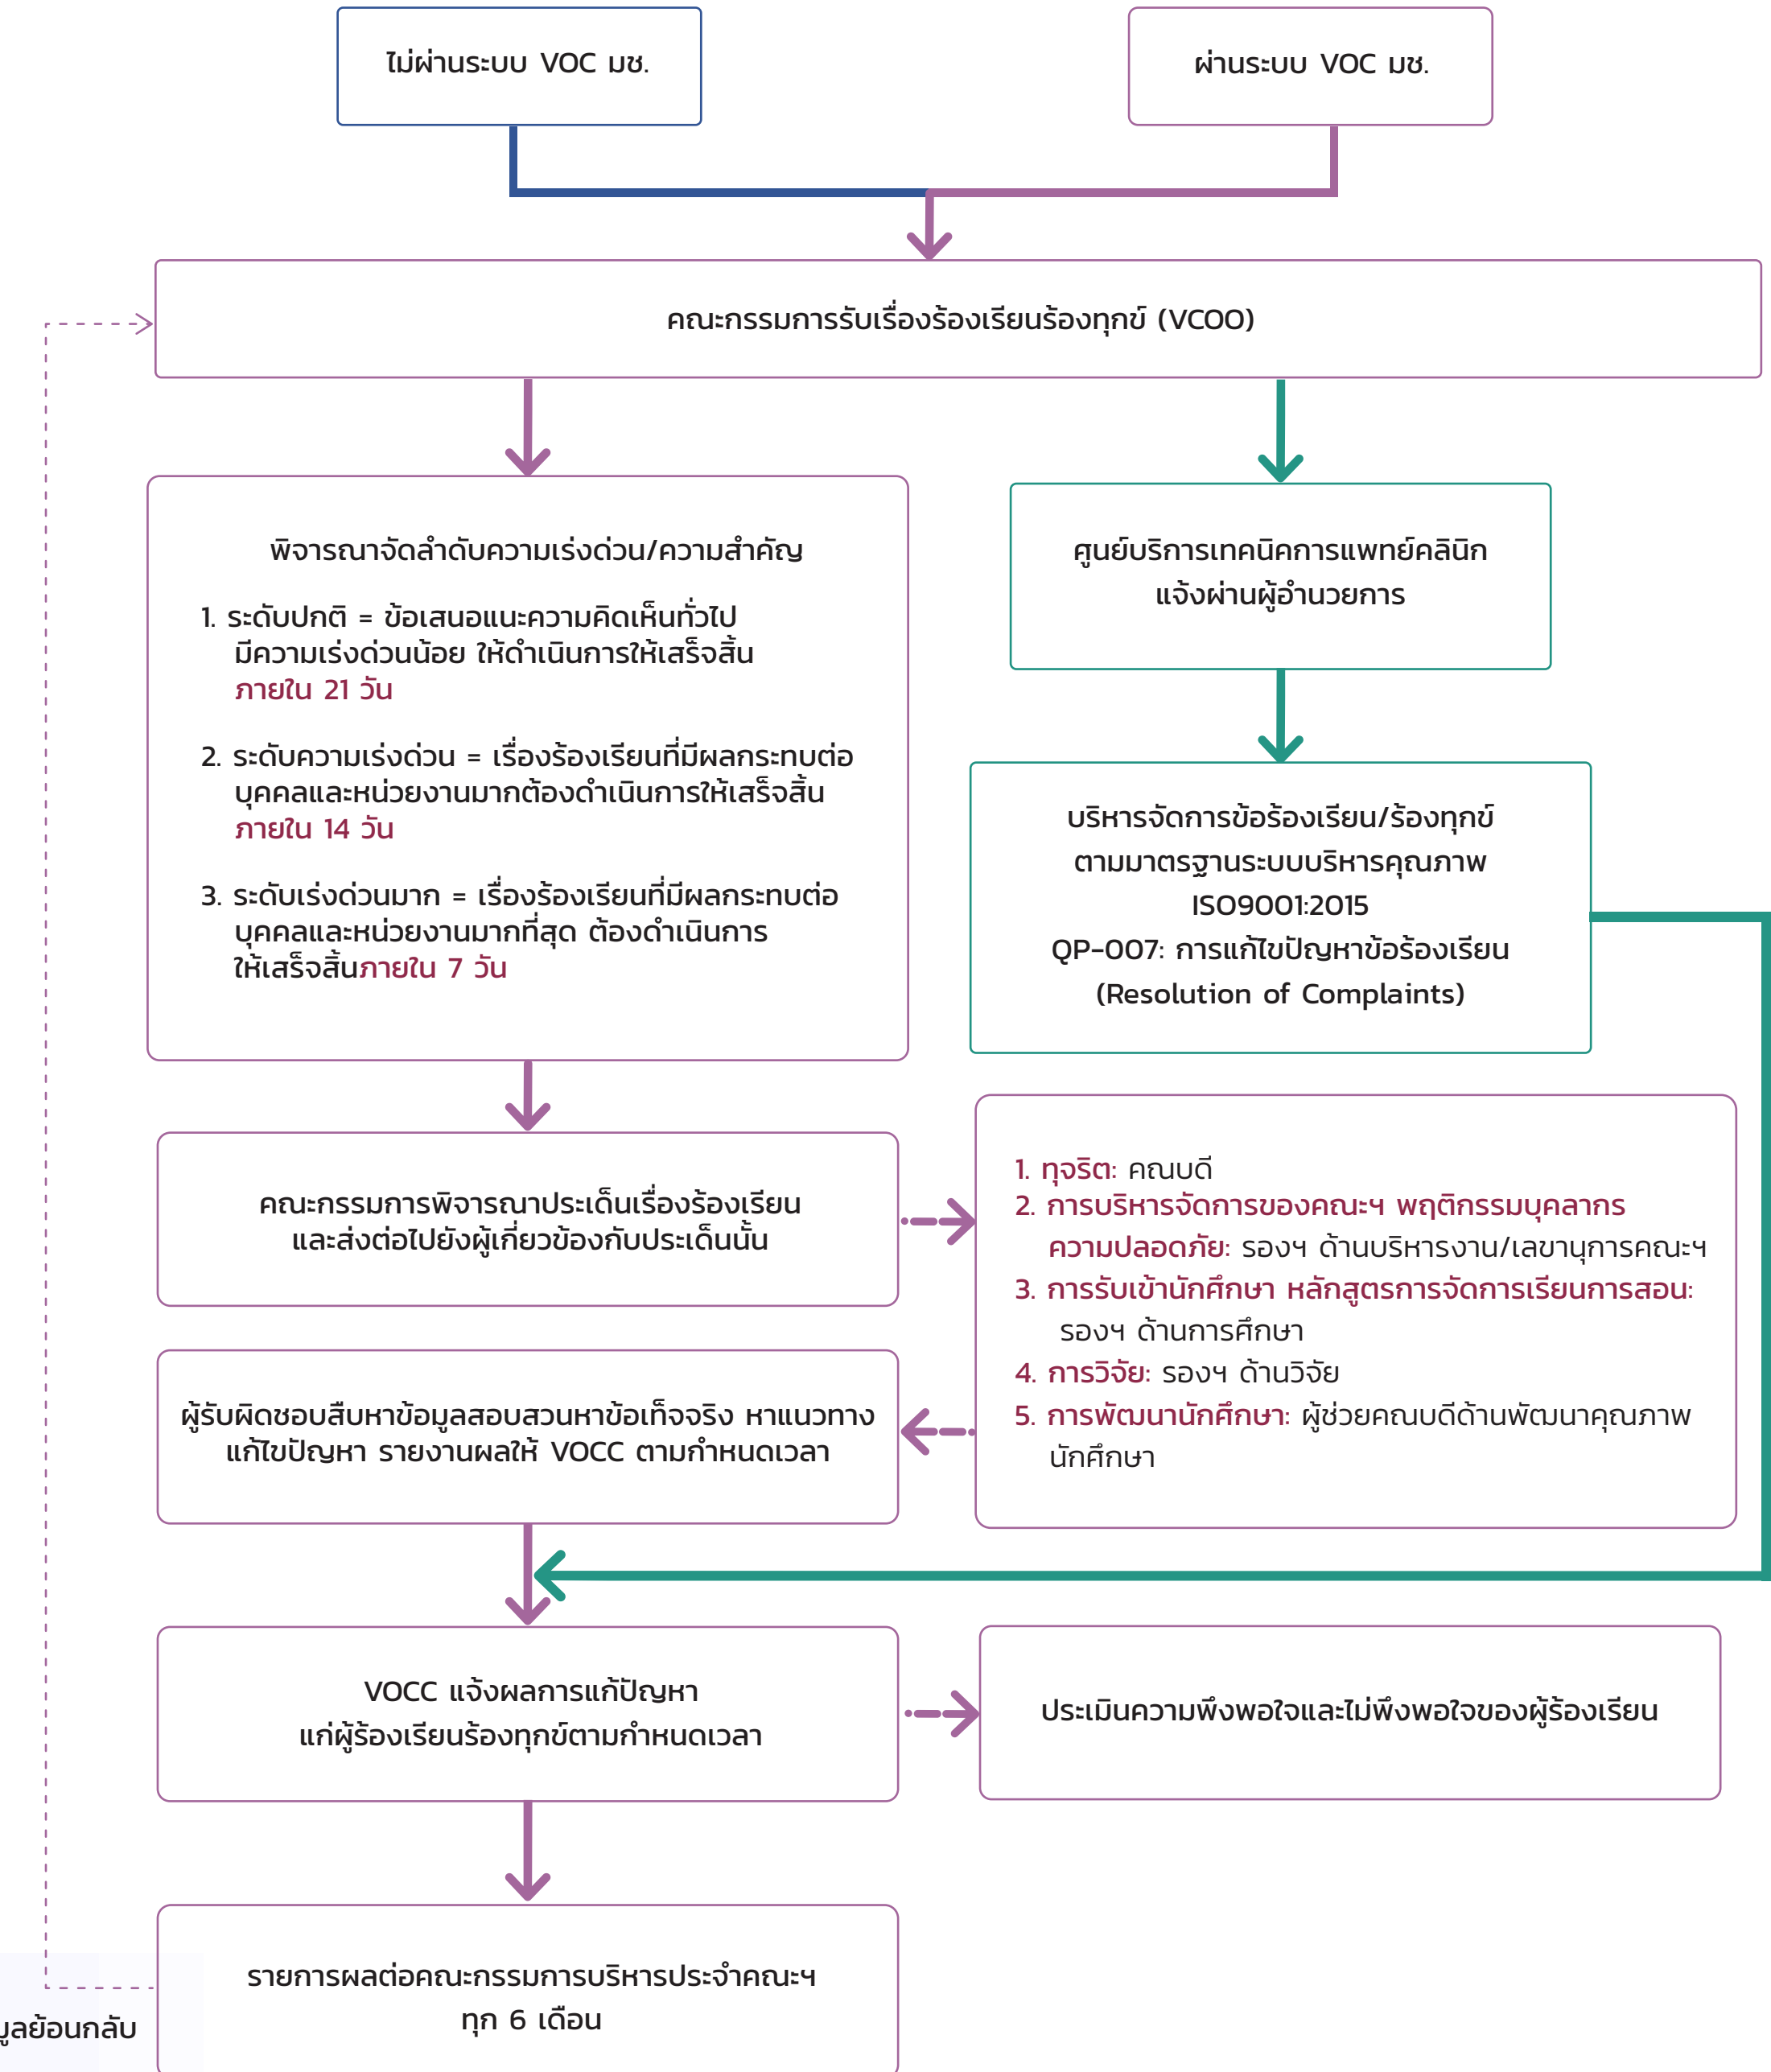 ไม่ผ่านระบบ VOC มช.
ผ่านระบบ VOC มช.
คณะกรรมการรับเรื่องร้องเรียนร้องทุกข์ (VCOO)
พิจารณาจัดลำดับความเร่งด่วน/ความสำคัญ
1. ระดับปกติ = ข้อเสนอแนะความคิดเห็นทั่วไป
มีความเร่งด่วนน้อย ให้ดำเนินการให้เสร็จสิ้น
ภายใน 21 วัน
2. ระดับความเร่งด่วน = เรื่องร้องเรียนที่มีผลกระทบต่อ
บุคคลและหน่วยงานมากต้องดำเนินการให้เสร็จสิ้น
ภายใน 14 วัน
3. ระดับเร่งด่วนมาก = เรื่องร้องเรียนที่มีผลกระทบต่อ
บุคคลและหน่วยงานมากที่สุด ต้องดำเนินการ
ให้เสร็จสิ้นภายใน 7 วัน
ศูนย์บริการเทคนิคการแพทย์คลินิก
แจ้งผ่านผู้อำนวยการ
บริหารจัดการข้อร้องเรียน/ร้องทุกข์
ตามมาตรฐานระบบบริหารคุณภาพ
ISO9001:2015
QP-007: การแก้ไขปัญหาข้อร้องเรียน
(Resolution of Complaints)
คณะกรรมการพิจารณาประเด็นเรื่องร้องเรียน
และส่งต่อไปยังผู้เกี่ยวข้องกับประเด็นนั้น
1. ทุจริต: คณบดี
2. การบริหารจัดการของคณะฯ พฤติกรรมบุคลากร
ความปลอดภัย: รองฯ ด้านบริหารงาน/เลขานุการคณะฯ
3. การรับเข้านักศึกษา หลักสูตรการจัดการเรียนการสอน:
รองฯ ด้านการศึกษา
4. การวิจัย: รองฯ ด้านวิจัย
5. การพัฒนานักศึกษา: ผู้ช่วยคณบดีด้านพัฒนาคุณภาพ
นักศึกษา
ผู้รับผิดชอบสืบหาข้อมูลสอบสวนหาข้อเท็จจริง หาแนวทาง
แก้ไขปัญหา รายงานผลให้ VOCC ตามกำหนดเวลา
VOCC แจ้งผลการแก้ปัญหา
แก่ผู้ร้องเรียนร้องทุกข์ตามกำหนดเวลา
ประเมินความพึงพอใจและไม่พึงพอใจของผู้ร้องเรียน
รายการผลต่อคณะกรรมการบริหารประจำคณะฯ
ทุก 6 เดือน
มูลย้อนกลับ